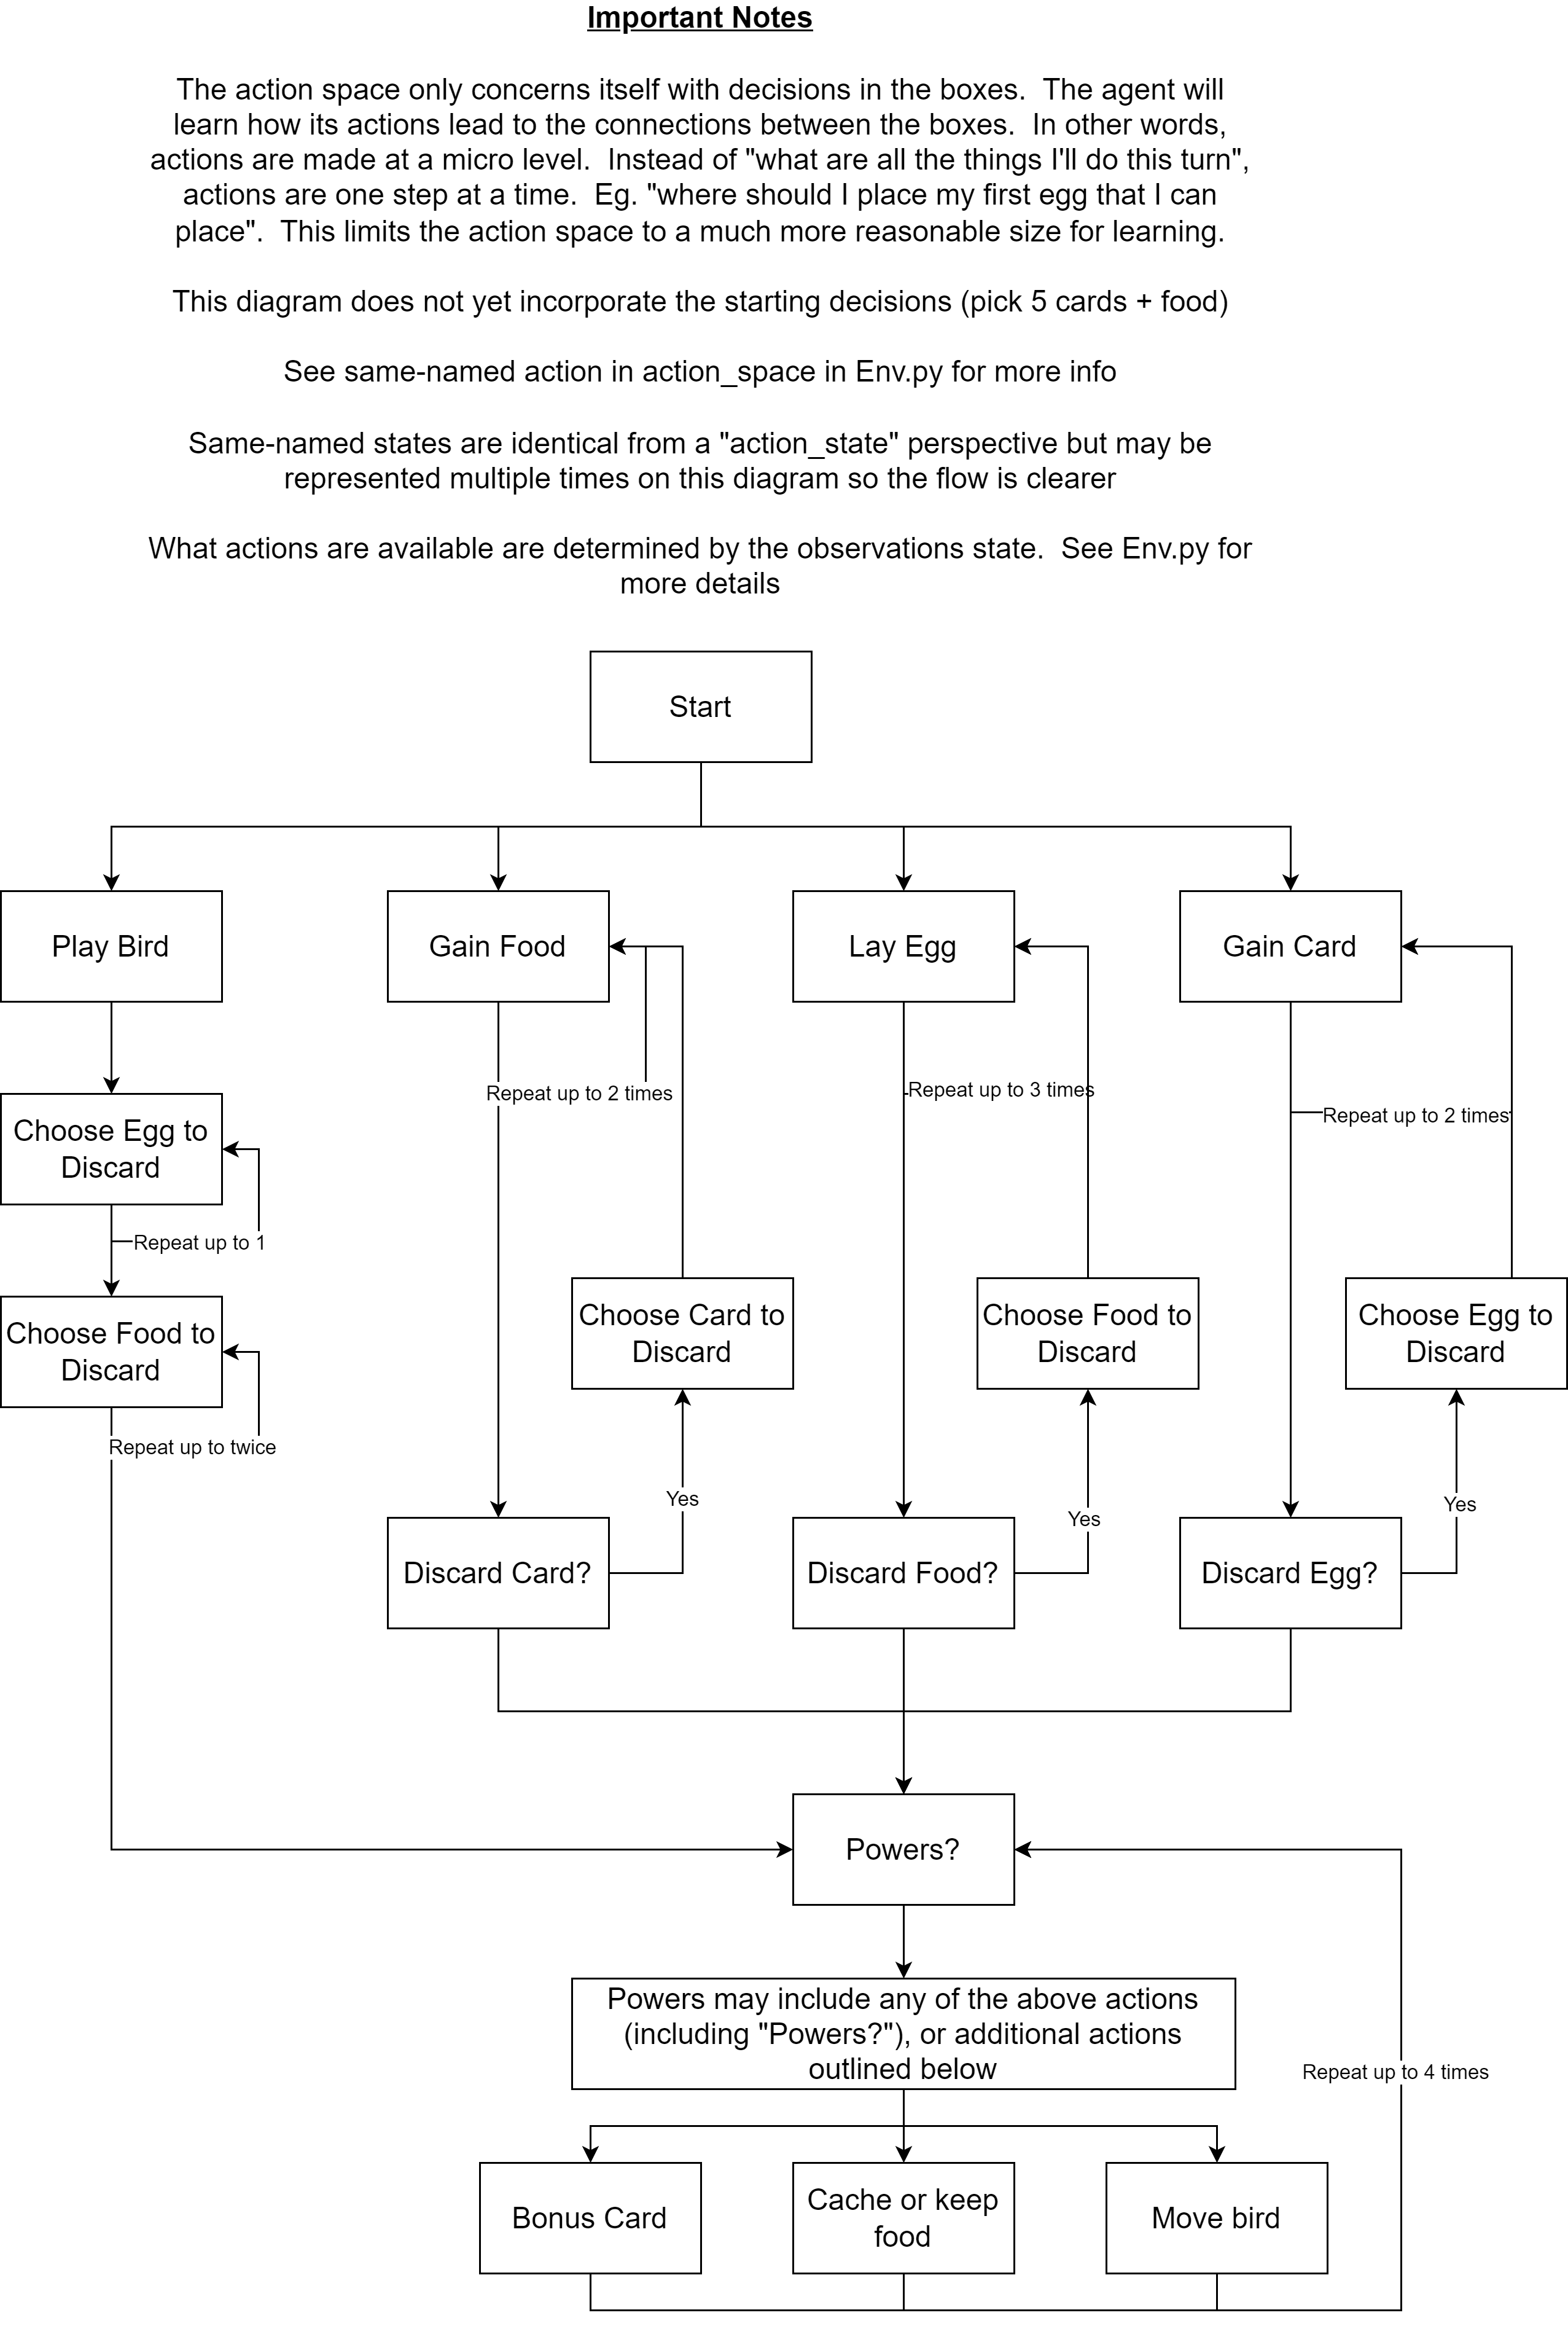 Important Notes
The action space only concerns itself with decisions in the boxes.  The agent will
learn how its actions lead to the connections between the boxes.  In other words,
actions are made at a micro level.  Instead of "what are all the things I'll do this turn",
actions are one step at a time.  Eg. "where should I place my first egg that I can
place".  This limits the action space to a much more reasonable size for learning.
This diagram does not yet incorporate the starting decisions (pick 5 cards + food)
See same-named action in action_space in Env.py for more info
Same-named states are identical from a "action_state" perspective but may be
represented multiple times on this diagram so the flow is clearer
What actions are available are determined by the observations state.  See Env.py for
more details
Start
Play Bird
Gain Food
Lay Egg
Gain Card
Repeat up to 2 times
Repeat up to 3 times
Repeat up to 2 times
Choose Egg to
Discard
Repeat up to 1
Choose Food to
Discard
Repeat up to twice
Choose Card to
Discard
Choose Food to
Discard
Choose Egg to
Discard
Yes
Yes
Yes
Discard Card?
Discard Food?
Discard Egg?
Powers?
Powers may include any of the above actions
(including "Powers?"), or additional actions
outlined below
Repeat up to 4 times
Bonus Card
Cache or keep
food
Move bird